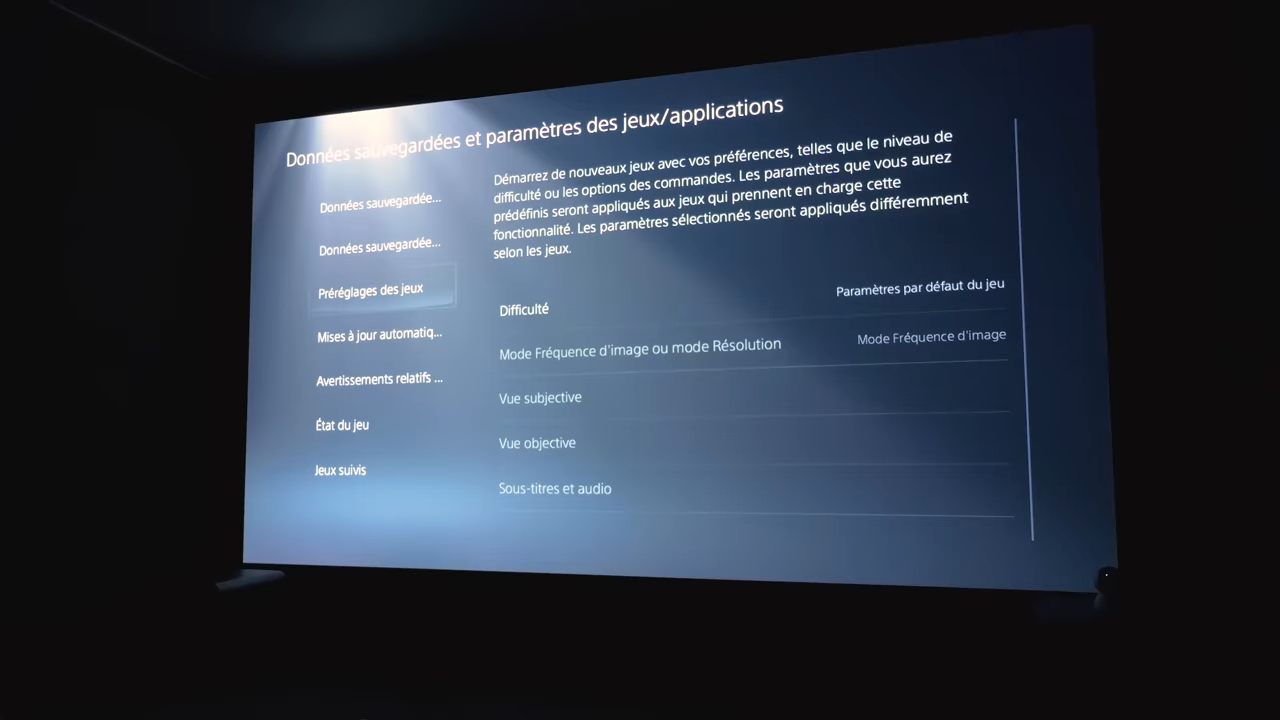 Données sauvegardées et paramètres des jeux/applications
Données sauvegardée...
Données sauvegardée...
Préréglages des jeux
Mises à jour automatiq...
Avertissements relatifs ...
État du jeu
Jeux suivis
Démarrez de nouveaux jeux avec vos préférences, telles que le niveau de
difficulté ou les options des commandes. Les paramètres que vous aurez
prédéfinis seront appliqués aux jeux qui prennent en charge cette
fonctionnalité. Les paramètres sélectionnés seront appliqués différemment
selon les jeux.
Difficulté Paramètres par défaut du jeu
Mode Fréquence d'image ou mode Résolution Mode Fréquence d'image
Vue subjective
Vue objective
Sous-titres et audio